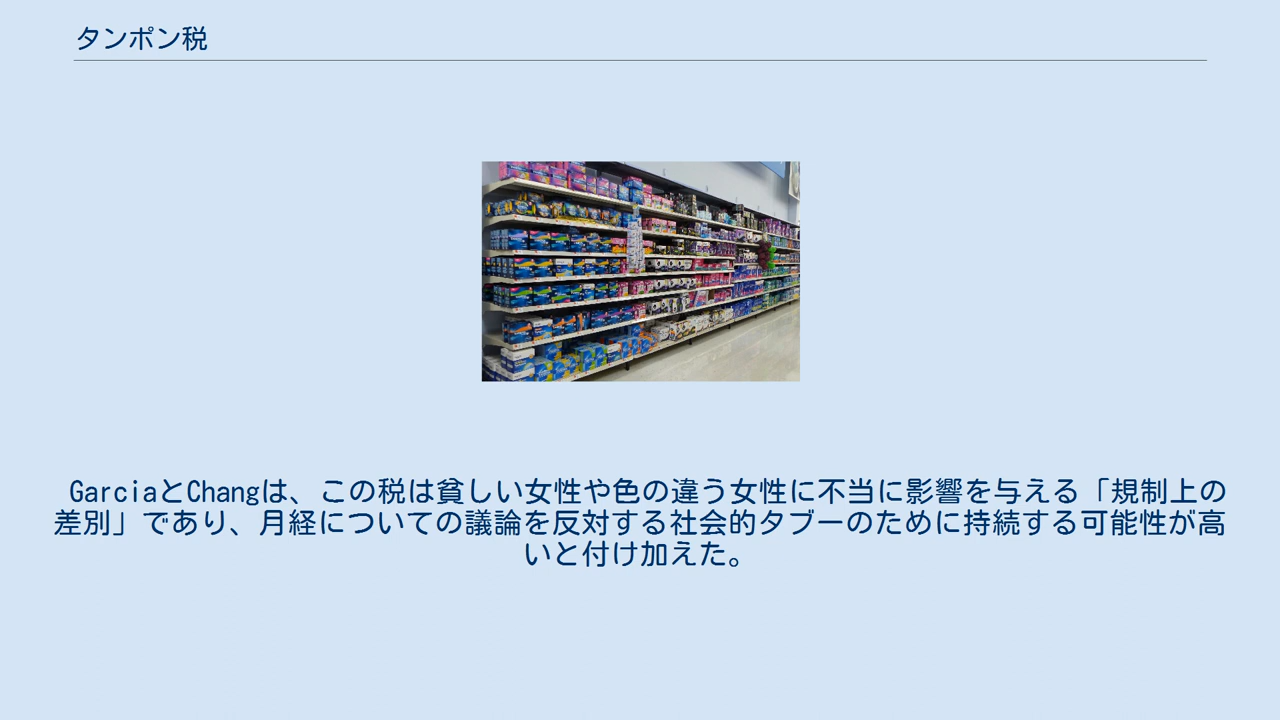 タンポン税
GarciaとChangは、この税は貧しい女性や色の違う女性に不当に影響を与える「規制上の
差別」であり、月経についての議論を反対する社会的タブーのために持続する可能性が高
いと付け加えた。